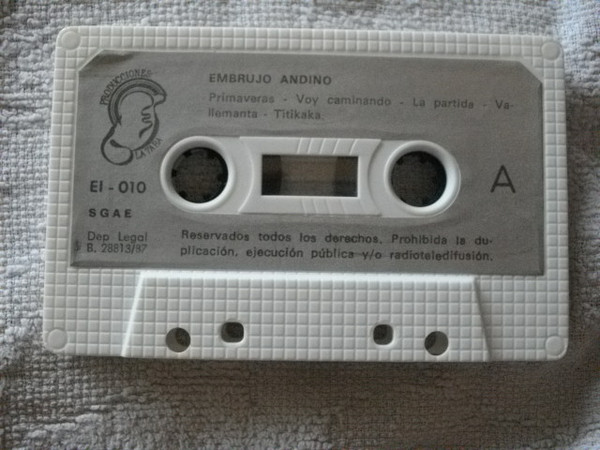 PRODUCCIONES
LA FABA
EMBRUJO ANDINO
Primaveras - Voy caminando - La partida - Va-
llemanta - Titikaka
EI - 010
A
SGAE
Dep Legal
B. 28813/87
Reservados todos los derechos. Prohibida la du-
plicación, ejecución pública y/o radioteledifusión.